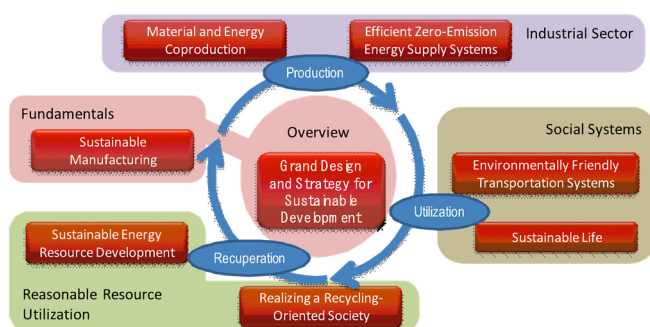 Material and Energy
Coproduction
Efficient Zero-Emission
Energy Supply Systems
Industrial Sector
Production
Fundamentals
Sustainable
Manufacturing
Overview
Grand Design
and Strategy for
Sustainable
Development
Social Systems
Environmentally Friendly
Transportation Systems
Utilization
Sustainable Life
Sustainable Energy
Resource Development
Recuperation
Reasonable Resource
Utilization
Realizing a Recycling-
Oriented Society